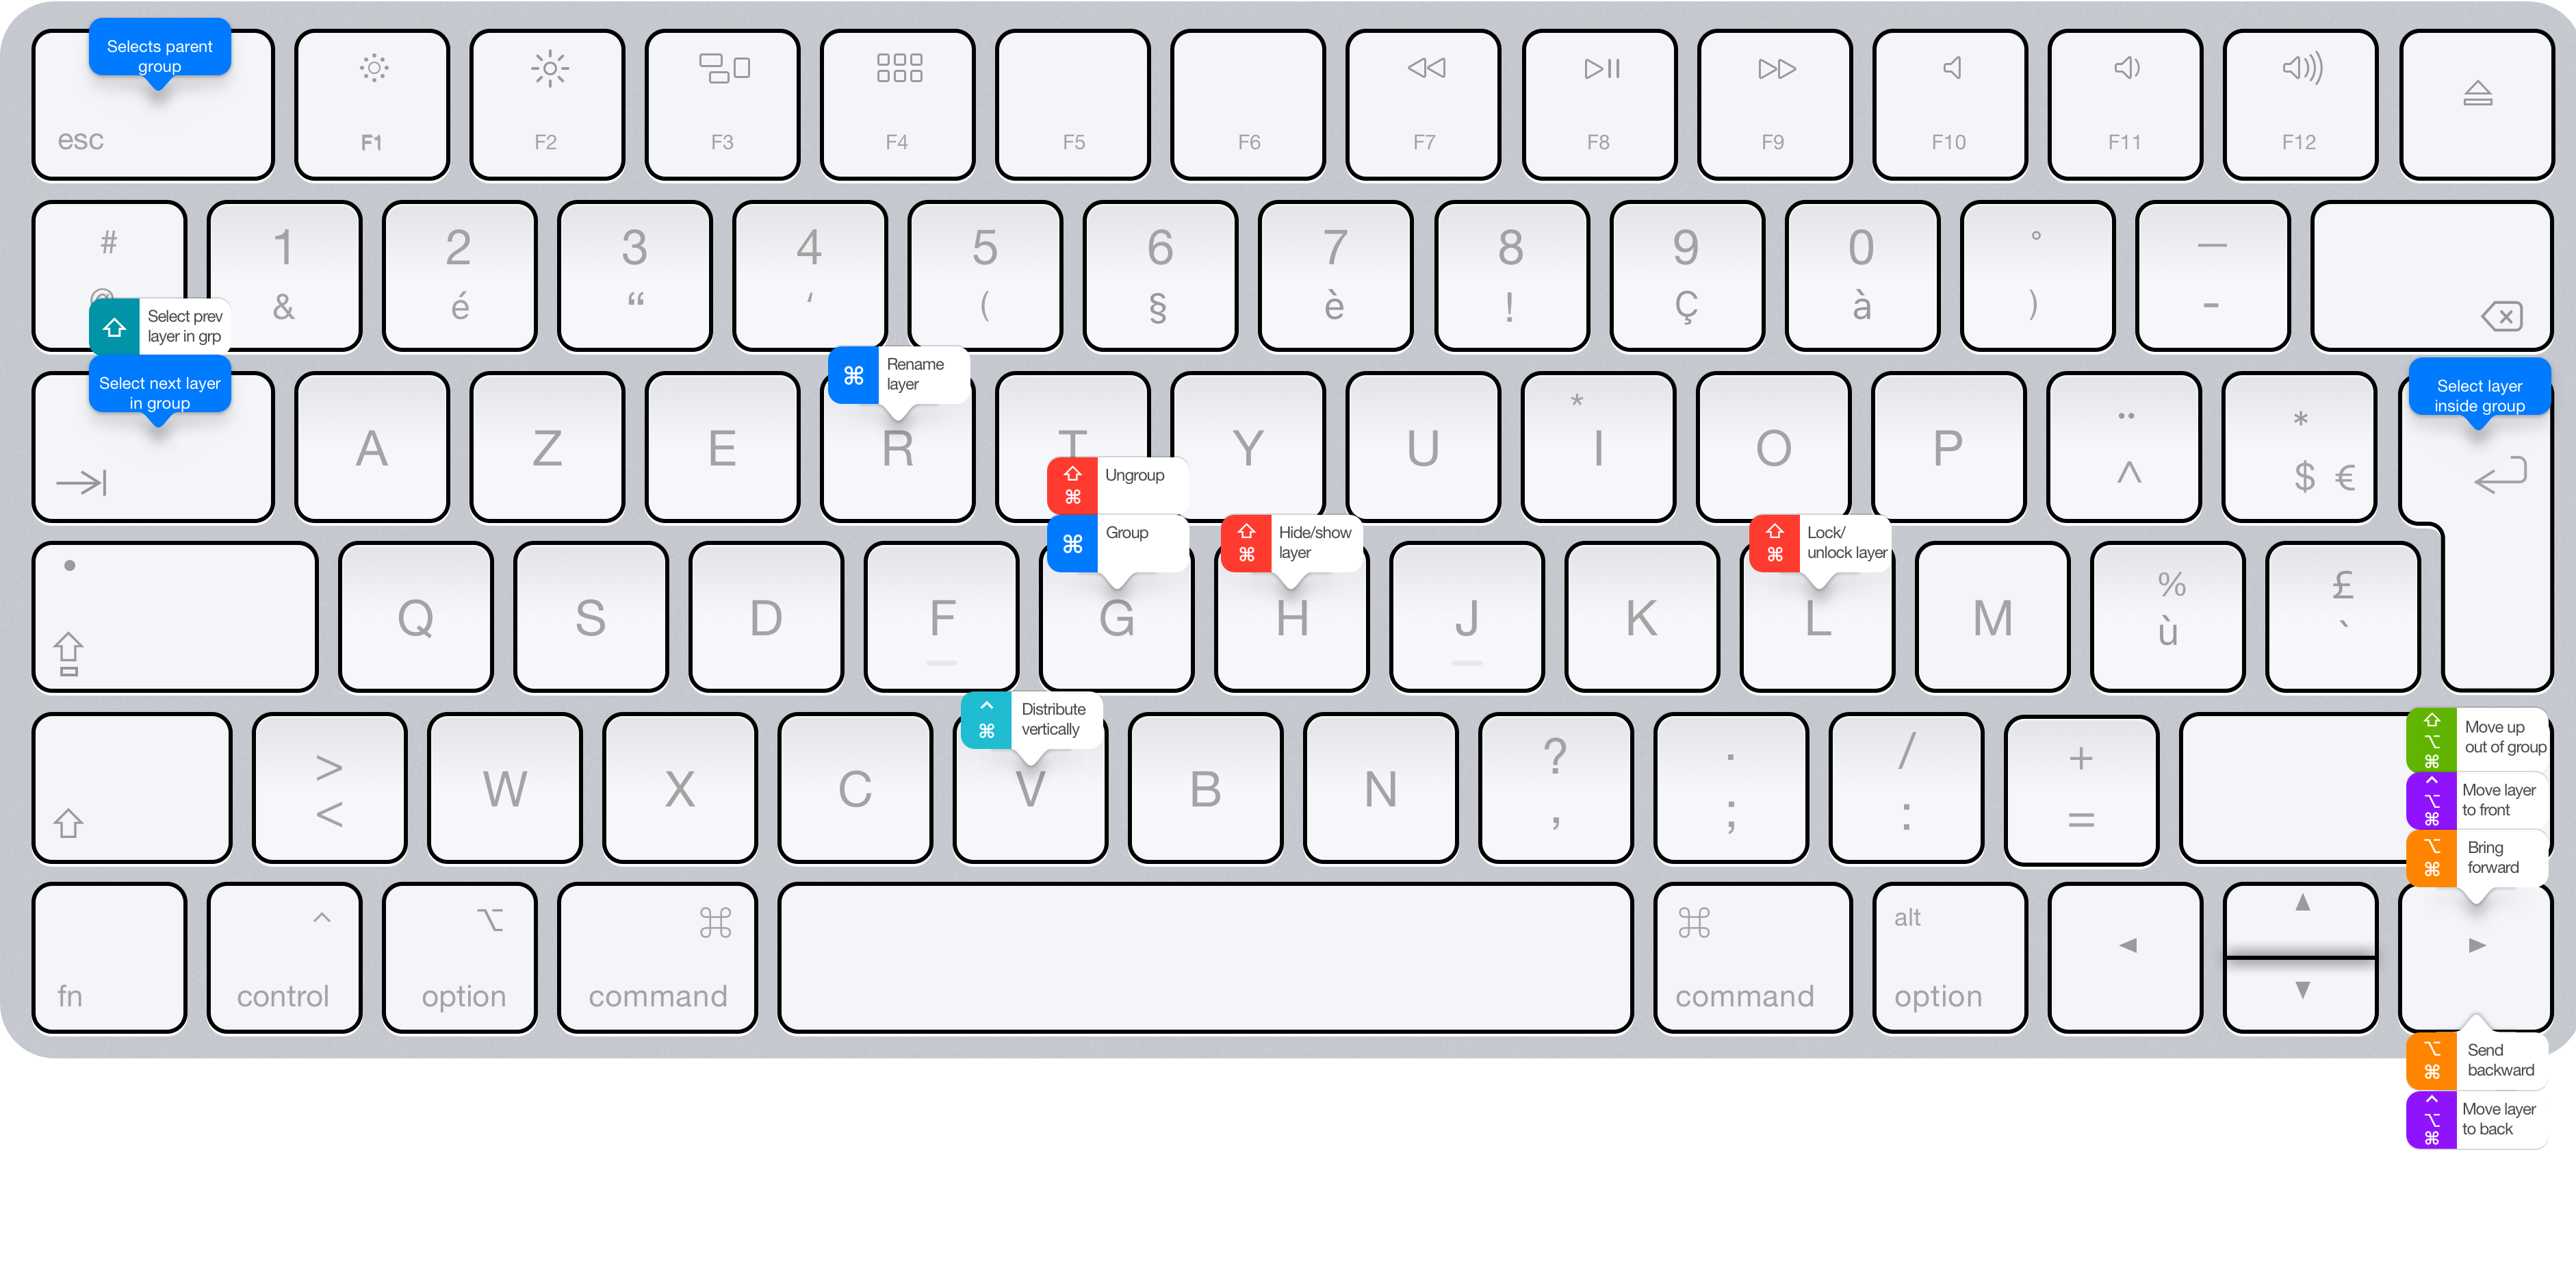 Selects parent
group
esc
F1
F2
F3
F4
F5
F6
F7
F8
F9
F10
F11
F12
#
@
1
&
2
é
3
“
4
‘
5
(
6
§
7
è
8
!
9
Ç
0
à
°
)
—
-
⇧
Select prev
layer in grp
Select next layer
in group
A
Z
E
⌘
Rename
layer
R
T
Y
U
*
I
O
P
¨
^
*
$ €
Select layer
inside group
Q
S
D
F
⇧
⌘
Ungroup
⌘
Group
G
⇧
⌘
Hide/show
layer
H
J
K
⇧
⌘
Lock/
unlock layer
L
M
%
ù
£
`
>
<
W
X
C
^
⌘
Distribute
vertically
V
B
N
?
,
.
;
/
:
+
=
⇧
⌥
⌘
Move up
out of group
^
⌥
⌘
Move layer
to front
⌥
⌘
Bring
forward
fn
^
control
⌥
option
⌘
command
⌘
command
alt
option
◀
▲
▼
▶
⌥
⌘
Send
backward
^
⌥
⌘
Move layer
to back